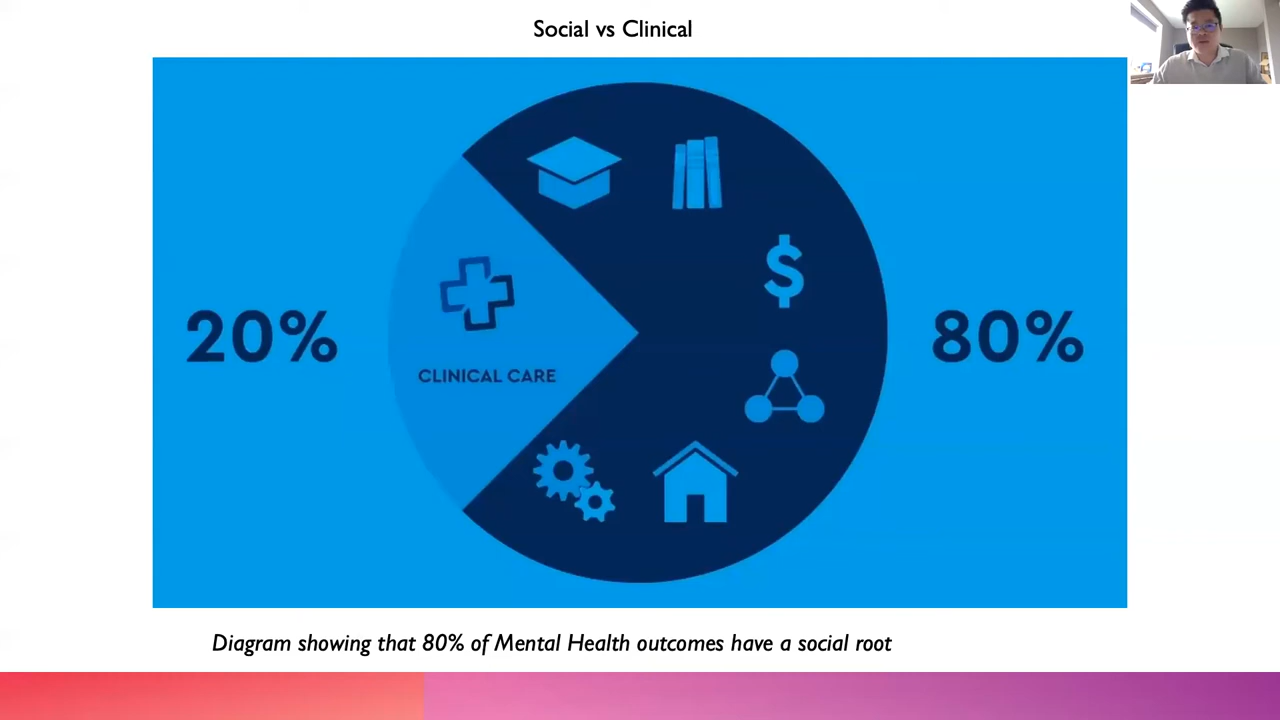 Social vs Clinical
20%
CLINICAL CARE
$
80%
Diagram showing that 80% of Mental Health outcomes have a social root